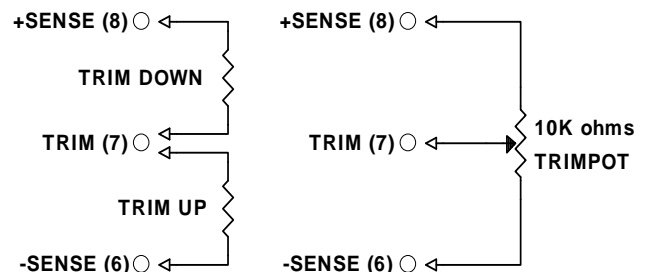 +SENSE (8)
TRIM DOWN
TRIM (7)
TRIM UP
-SENSE (6)
+SENSE (8)
TRIM (7)
10K ohms
TRIMPOT
-SENSE (6)